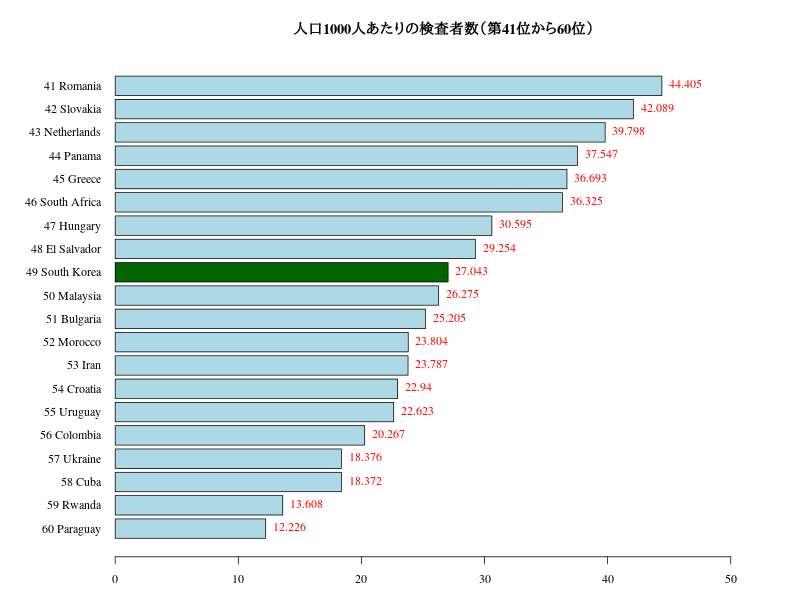 人口1000人あたりの検査者数（第41位から60位）
41 Romania 44.405
42 Slovakia 42.089
43 Netherlands 39.798
44 Panama 37.547
45 Greece 36.693
46 South Africa 36.325
47 Hungary 30.595
48 El Salvador 29.254
49 South Korea 27.043
50 Malaysia 26.275
51 Bulgaria 25.205
52 Morocco 23.804
53 Iran 23.787
54 Croatia 22.94
55 Uruguay 22.623
56 Colombia 20.267
57 Ukraine 18.376
58 Cuba 18.372
59 Rwanda 13.608
60 Paraguay 12.226
0 10 20 30 40 50